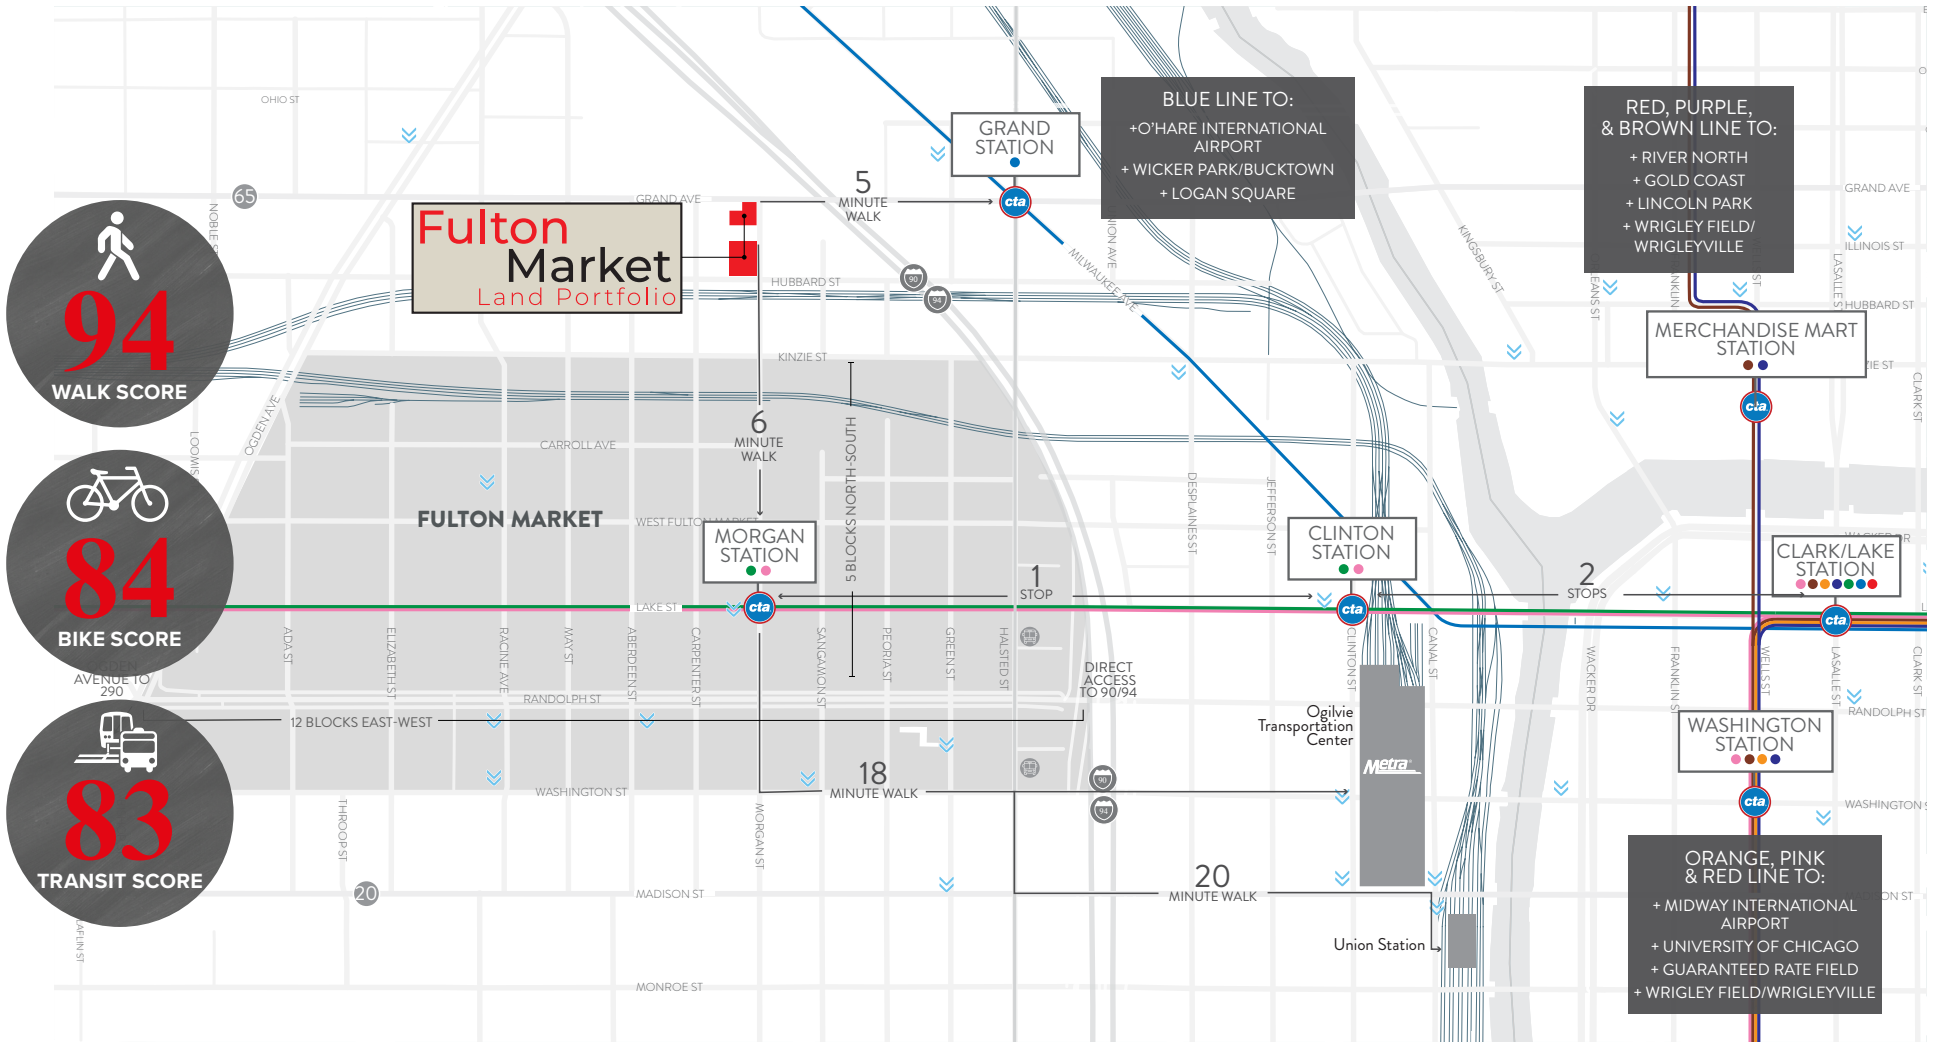 94
WALK SCORE
84
BIKE SCORE
83
TRANSIT SCORE
Fulton
Market
Land Portfolio
OHIO ST
65
GRAND AVE
HUBBARD ST
KINZIE ST
CARROLL AVE
FULTON MARKET
WEST FULTON MARKET
LAKE ST
RANDOLPH ST
12 BLOCKS EAST-WEST
WASHINGTON ST
20
MADISON ST
MONROE ST
OGDEN
AVENUE TO
290
OGDEN AVE
ADA ST
ELIZABETH ST
RACINE AVE
MAY ST
ABERDEEN ST
CARPENTER ST
SANGAMON ST
PEORIA ST
GREEN ST
HALSTED ST
THROOP ST
MORGAN ST
5 BLOCKS NORTH-SOUTH
5
MINUTE
WALK
6
MINUTE
WALK
GRAND
STATION
cta
MORGAN
STATION
cta
1
STOP
CLINTON
STATION
cta
2
STOPS
CLARK/LAKE
STATION
cta
DIRECT
ACCESS
TO 90/94
90
94
90
94
18
MINUTE WALK
20
MINUTE WALK
Ogilvie
Transportation
Center
Metra
Union Station
BLUE LINE TO:
+O'HARE INTERNATIONAL
AIRPORT
+ WICKER PARK/BUCKTOWN
+ LOGAN SQUARE
MILWAUKEE AVE
KINGSBURY ST
DESPLAINES ST
JEFFERSON ST
CLINTON ST
CANAL ST
WACKER DR
FRANKLIN ST
WELLS ST
LASALLE ST
CLARK ST
CLARK ST
RED, PURPLE,
& BROWN LINE TO:
+ RIVER NORTH
+ GOLD COAST
+ LINCOLN PARK
+ WRIGLEY FIELD/
WRIGLEYVILLE
GRAND AVE
ILLINOIS ST
HUBBARD ST
MERCHANDISE MART
STATION
cta
WASHINGTON
STATION
cta
RANDOLPH ST
WASHINGTON S
ORANGE, PINK
& RED LINE TO:
+ MIDWAY INTERNATIONAL
AIRPORT
+ UNIVERSITY OF CHICAGO
+ GUARANTEED RATE FIELD
+ WRIGLEY FIELD/WRIGLEYVILLE